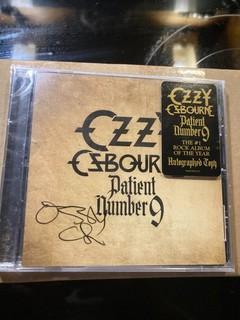 OZZY
OSBOURNE
Patient
Number 9
OZZY
OSBOURNE
Patient
Number 9
THE #1
ROCK ALBUM
OF THE YEAR
Autographed Copy